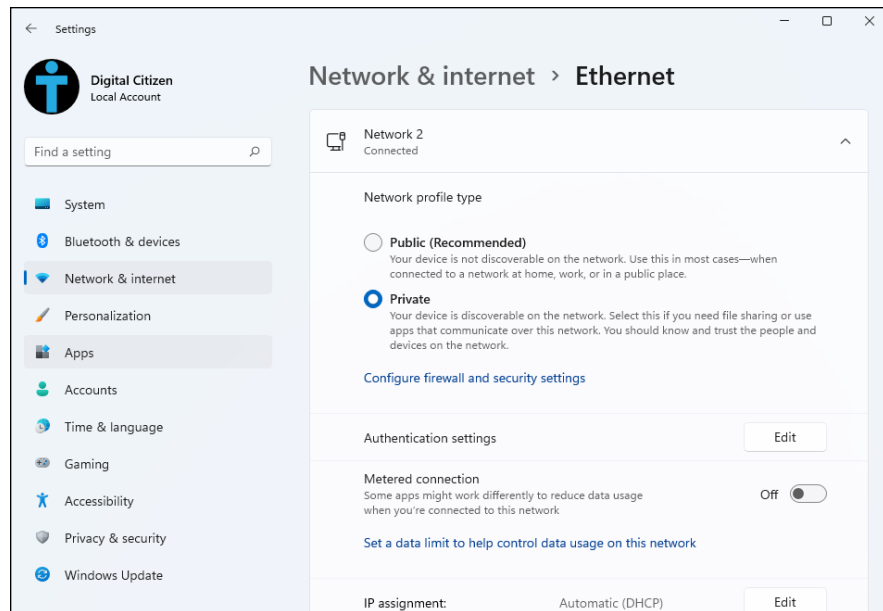 Settings
Digital Citizen
Local Account
Find a setting
System
Bluetooth & devices
Network & internet
Personalization
Apps
Accounts
Time & language
Gaming
Accessibility
Privacy & security
Windows Update
Network & internet > Ethernet
Network 2
Connected
Network profile type
Public (Recommended)
Your device is not discoverable on the network. Use this in most cases—when
connected to a network at home, work, or in a public place.
Private
Your device is discoverable on the network. Select this if you need file sharing or use
apps that communicate over this network. You should know and trust the people and
devices on the network.
Configure firewall and security settings
Authentication settings Edit
Metered connection
Some apps might work differently to reduce data usage
when you're connected to this network
Off
Set a data limit to help control data usage on this network
IP assignment: Automatic (DHCP) Edit